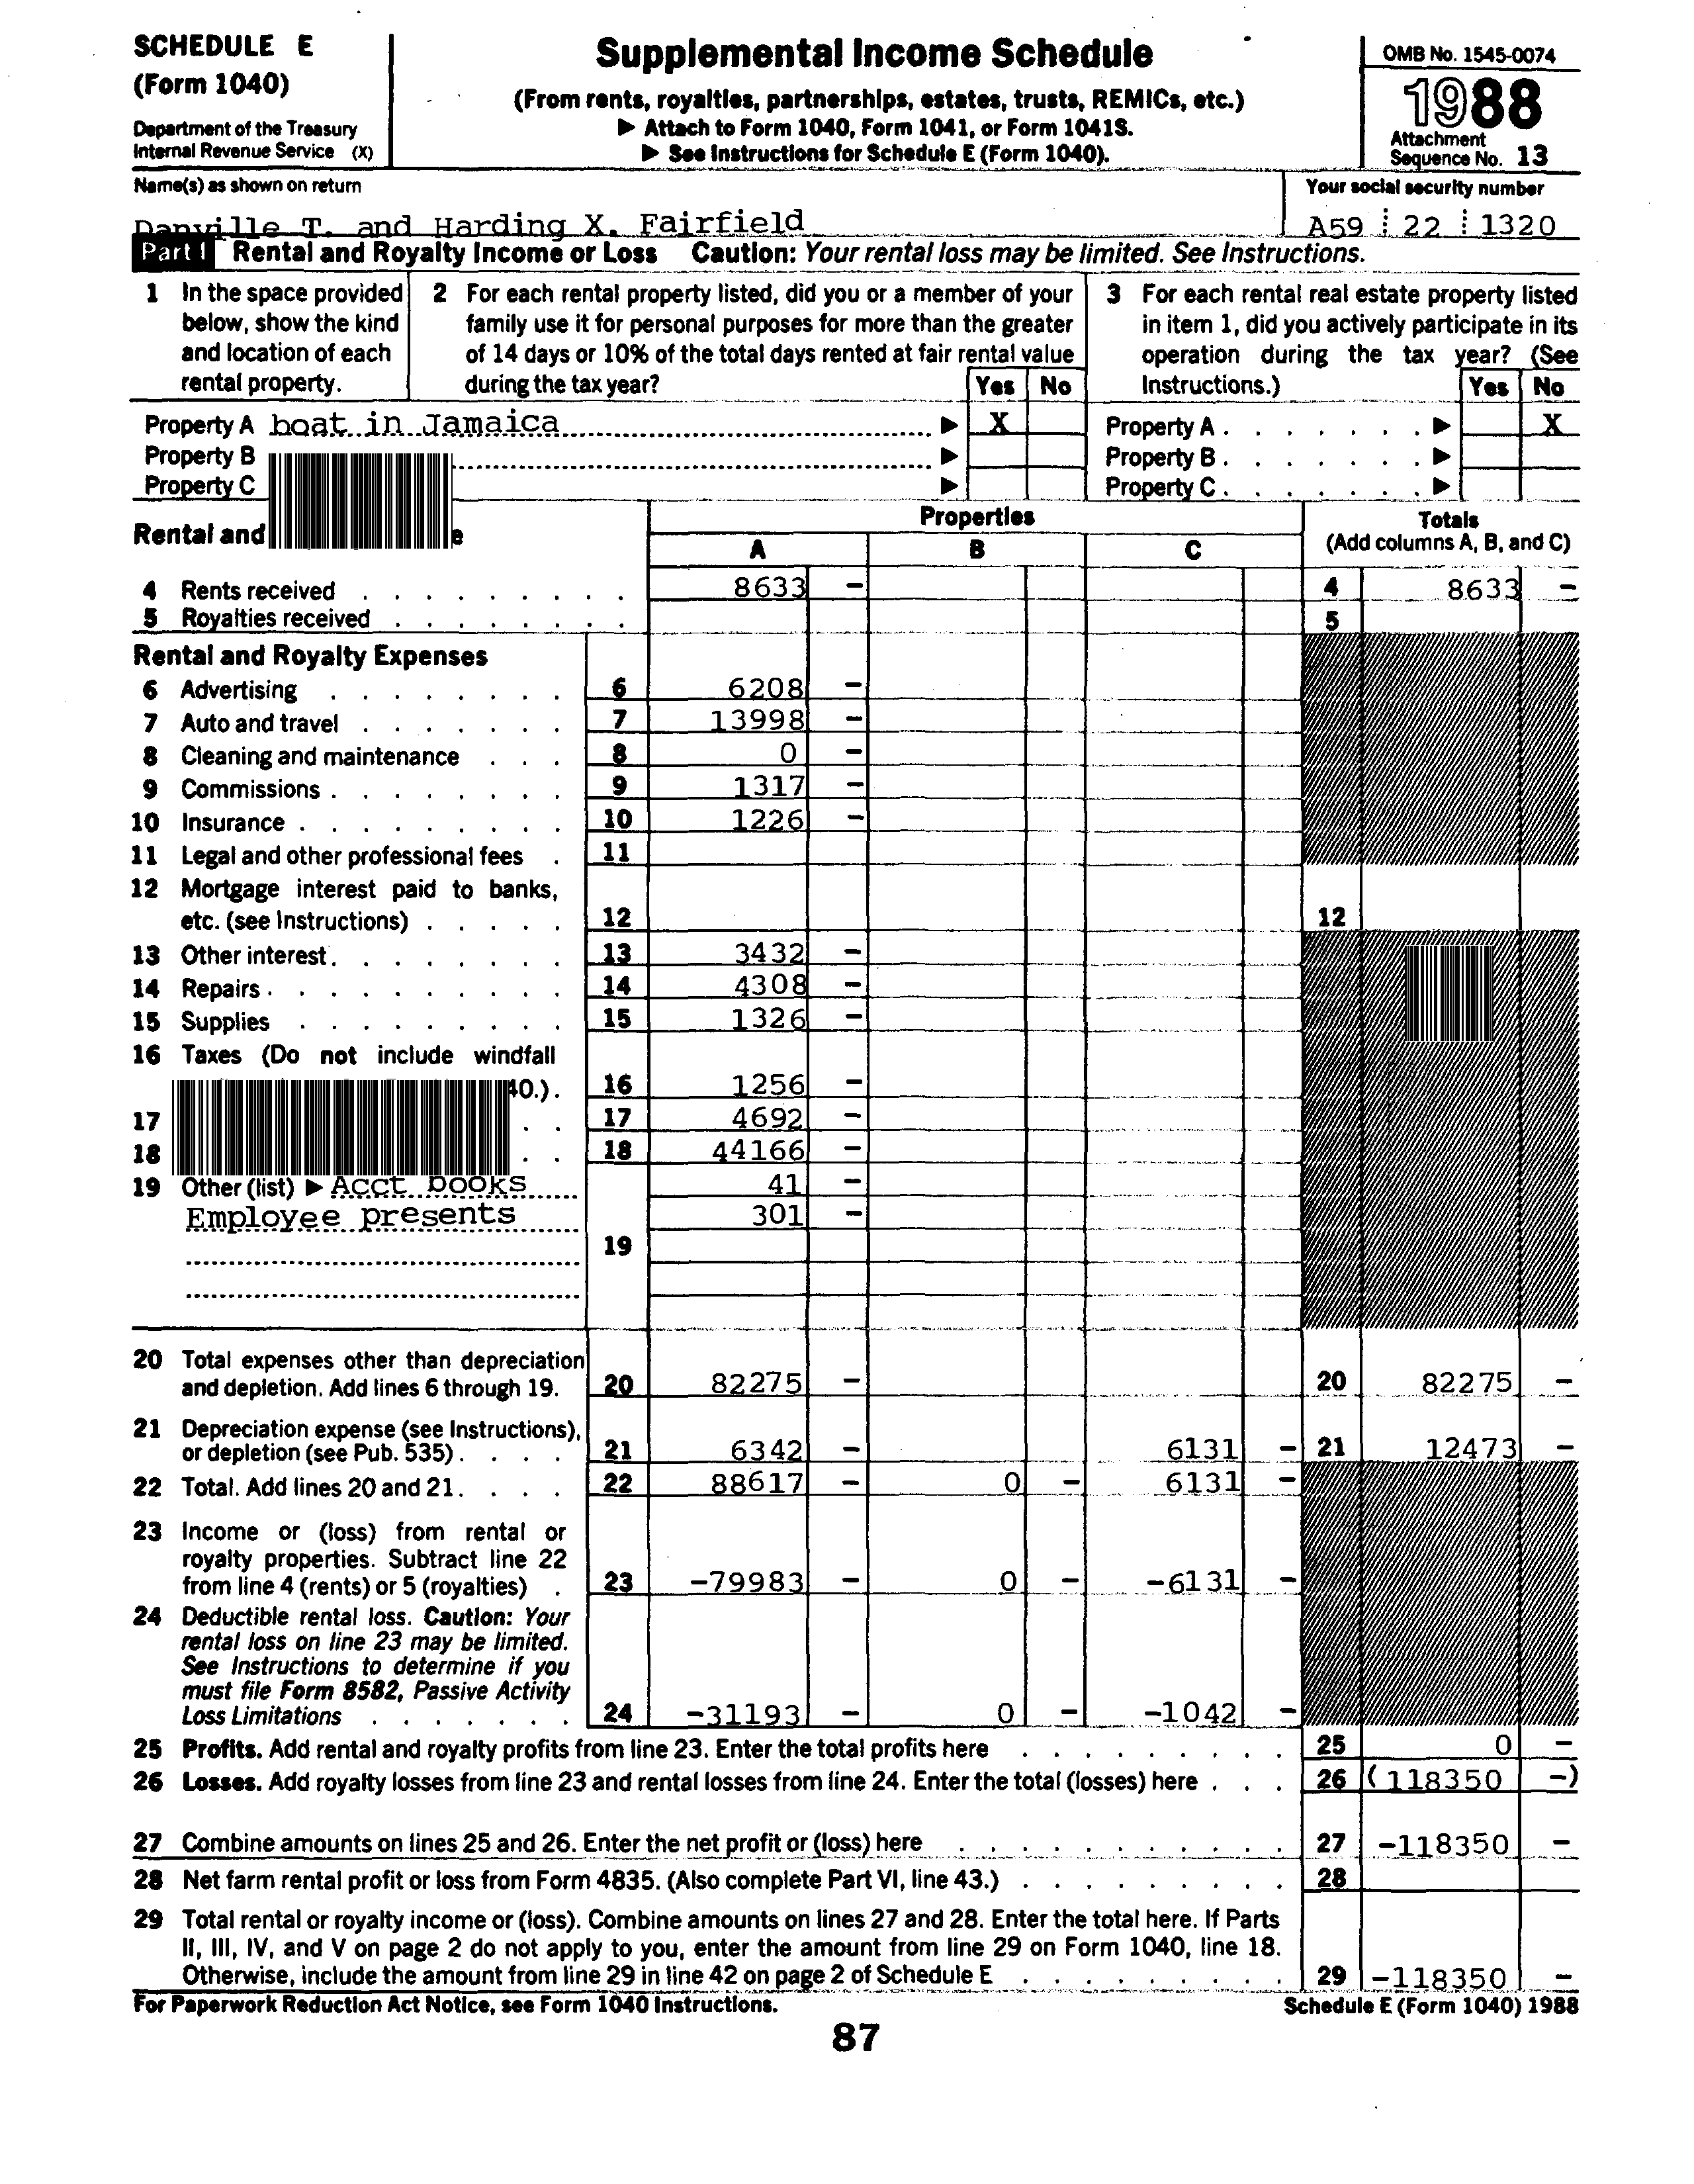 SCHEDULE E
(Form 1040)
Department of the Treasury
Internal Revenue Service (X)
Supplemental Income Schedule
(From rents, royalties, partnerships, estates, trusts, REMICs, etc.)
▶ Attach to Form 1040, Form 1041, or Form 1041S.
▶ See Instructions for Schedule E (Form 1040).
OMB No. 1545-0074
1988
Attachment
Sequence No. 13
Name(s) as shown on return
Danville T. and Harding X. Fairfield
Your social security number
A59 22 1320
Part I Rental and Royalty Income or Loss Caution: Your rental loss may be limited. See Instructions.
1 In the space provided
below, show the kind
and location of each
rental property.
2 For each rental property listed, did you or a member of your
family use it for personal purposes for more than the greater
of 14 days or 10% of the total days rented at fair rental value
during the tax year? Yes No
3 For each rental real estate property listed
in item 1, did you actively participate in its
operation during the tax year? (See
Instructions.) Yes No
Property A boat in Jamaica ▶ X Property A ▶ X
Property B ▶ Property B ▶
Property C ▶ Property C ▶
Rental and
Properties
Totals
A B C (Add columns A, B, and C)
4 Rents received 8633 – 4 8633 –
5 Royalties received 5
Rental and Royalty Expenses
6 Advertising 6 6208 –
7 Auto and travel 7 13998 –
8 Cleaning and maintenance 8 0 –
9 Commissions 9 1317 –
10 Insurance 10 1226 –
11 Legal and other professional fees 11
12 Mortgage interest paid to banks,
etc. (see Instructions) 12 12
13 Other interest 13 3432 –
14 Repairs 14 4308 –
15 Supplies 15 1326 –
16 Taxes (Do not include windfall
40.) 16 1256 –
17 17 4692 –
18 18 44166 –
19 Other (list) ▶ Acct books 41 –
Employee presents 301 –
19
20 Total expenses other than depreciation
and depletion. Add lines 6 through 19. 20 82275 – 20 82275 –
21 Depreciation expense (see Instructions),
or depletion (see Pub. 535) 21 6342 – 6131 – 21 12473 –
22 Total. Add lines 20 and 21 22 88617 – 0 – 6131 –
23 Income or (loss) from rental or
royalty properties. Subtract line 22
from line 4 (rents) or 5 (royalties) 23 -79983 – 0 – -6131 –
24 Deductible rental loss. Caution: Your
rental loss on line 23 may be limited.
See Instructions to determine if you
must file Form 8582, Passive Activity
Loss Limitations 24 -31193 – 0 – -1042 –
25 Profits. Add rental and royalty profits from line 23. Enter the total profits here 25 0 –
26 Losses. Add royalty losses from line 23 and rental losses from line 24. Enter the total (losses) here 26 (118350 –)
27 Combine amounts on lines 25 and 26. Enter the net profit or (loss) here 27 -118350 –
28 Net farm rental profit or loss from Form 4835. (Also complete Part VI, line 43.) 28
29 Total rental or royalty income or (loss). Combine amounts on lines 27 and 28. Enter the total here. If Parts
II, III, IV, and V on page 2 do not apply to you, enter the amount from line 29 on Form 1040, line 18.
Otherwise, include the amount from line 29 in line 42 on page 2 of Schedule E 29 -118350 –
For Paperwork Reduction Act Notice, see Form 1040 Instructions. Schedule E (Form 1040) 1988
87